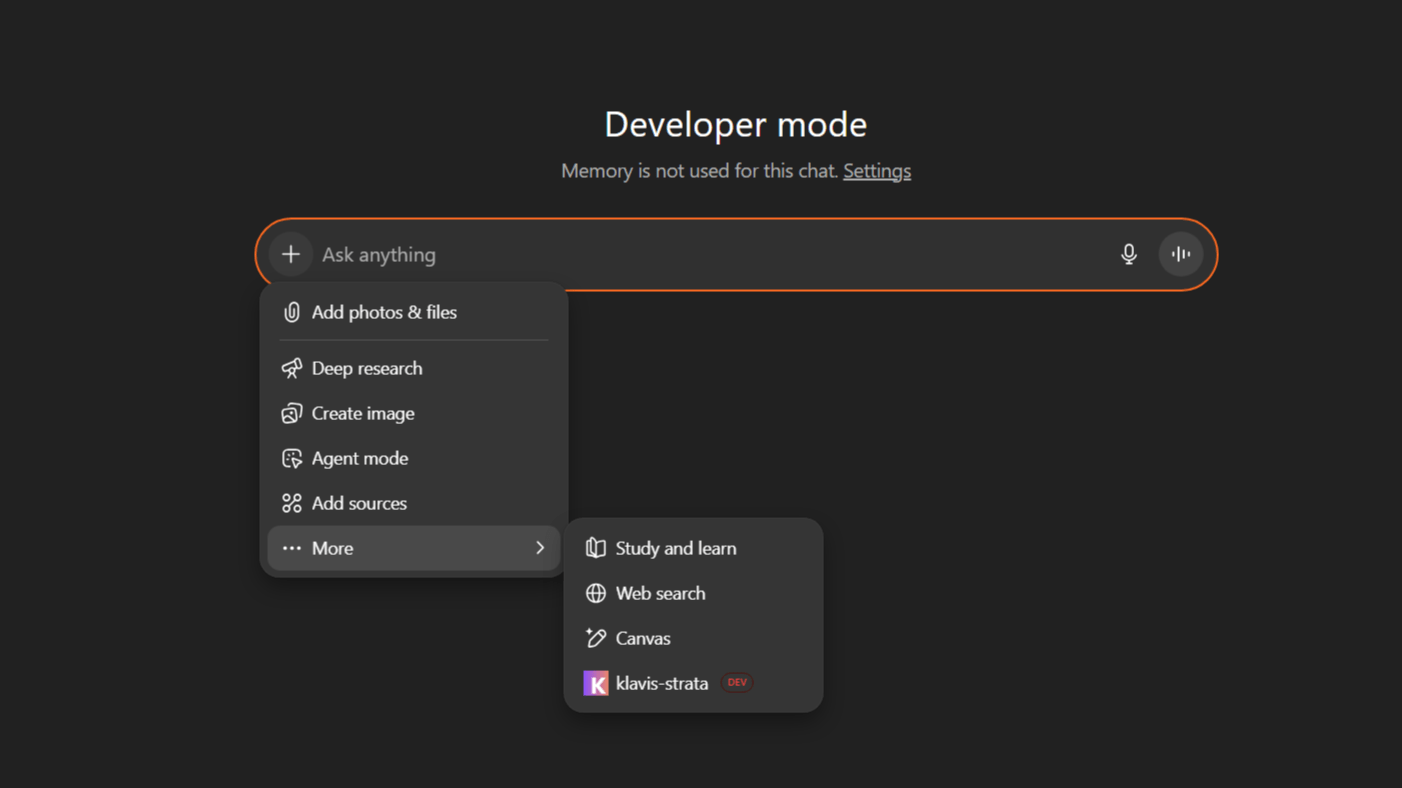 Developer mode
Memory is not used for this chat. Settings
Ask anything
Add photos & files
Deep research
Create image
Agent mode
Add sources
More
Study and learn
Web search
Canvas
K klavis-strata DEV